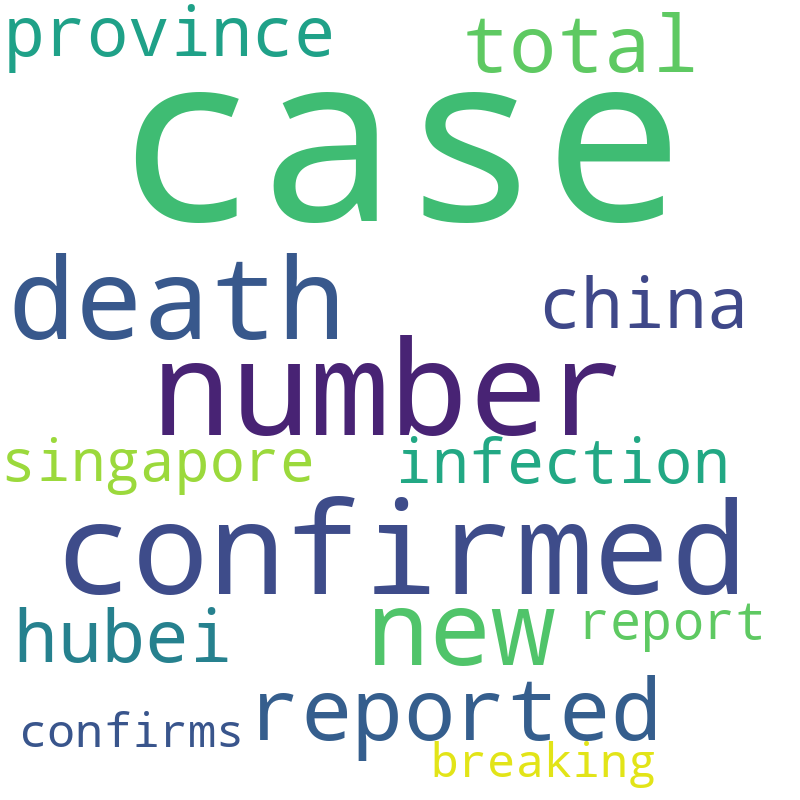 province total
case
death china
number
singapore infection
confirmed
hubei new report
confirms reported
breaking